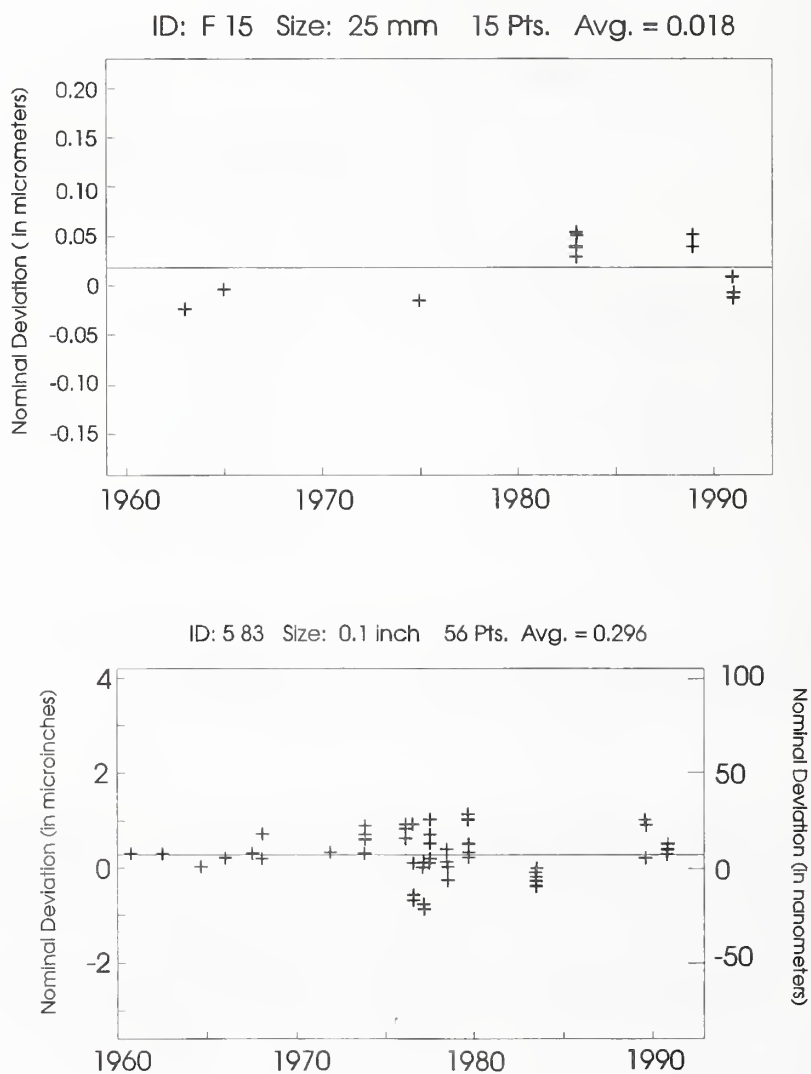 ID: F 15 Size: 25 mm 15 Pts. Avg. = 0.018
Nominal Deviation ( In micrometers)
0.20
0.15
0.10
0.05
0
-0.05
-0.10
-0.15
1960 1970 1980 1990
ID: 5 83 Size: 0.1 inch 56 Pts. Avg. = 0.296
Nominal Deviation (in microinches)
4
2
0
-2
100
50
0
-50
Nominal Deviation (In nanometers)
1960 1970 1980 1990